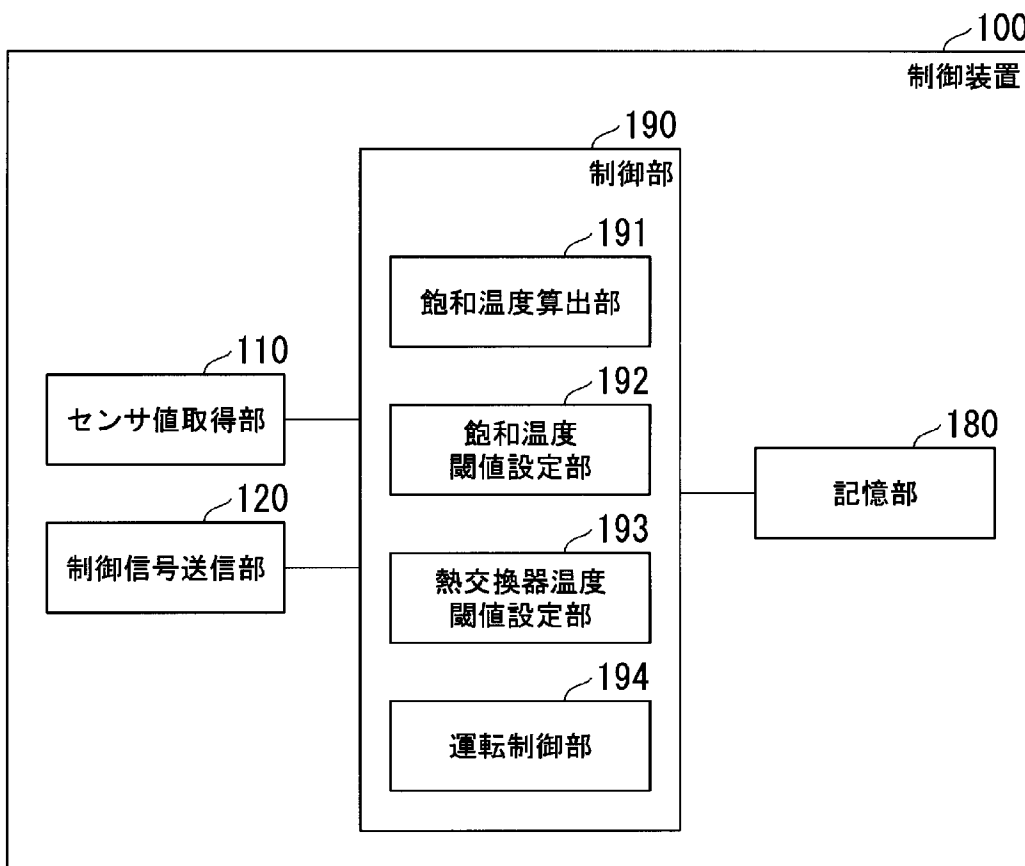 100
制御装置
190
制御部
191
飽和温度算出部
110
センサ値取得部
192
飽和温度
閾値設定部
180
記憶部
120
制御信号送信部
193
熱交換器温度
閾値設定部
194
運転制御部